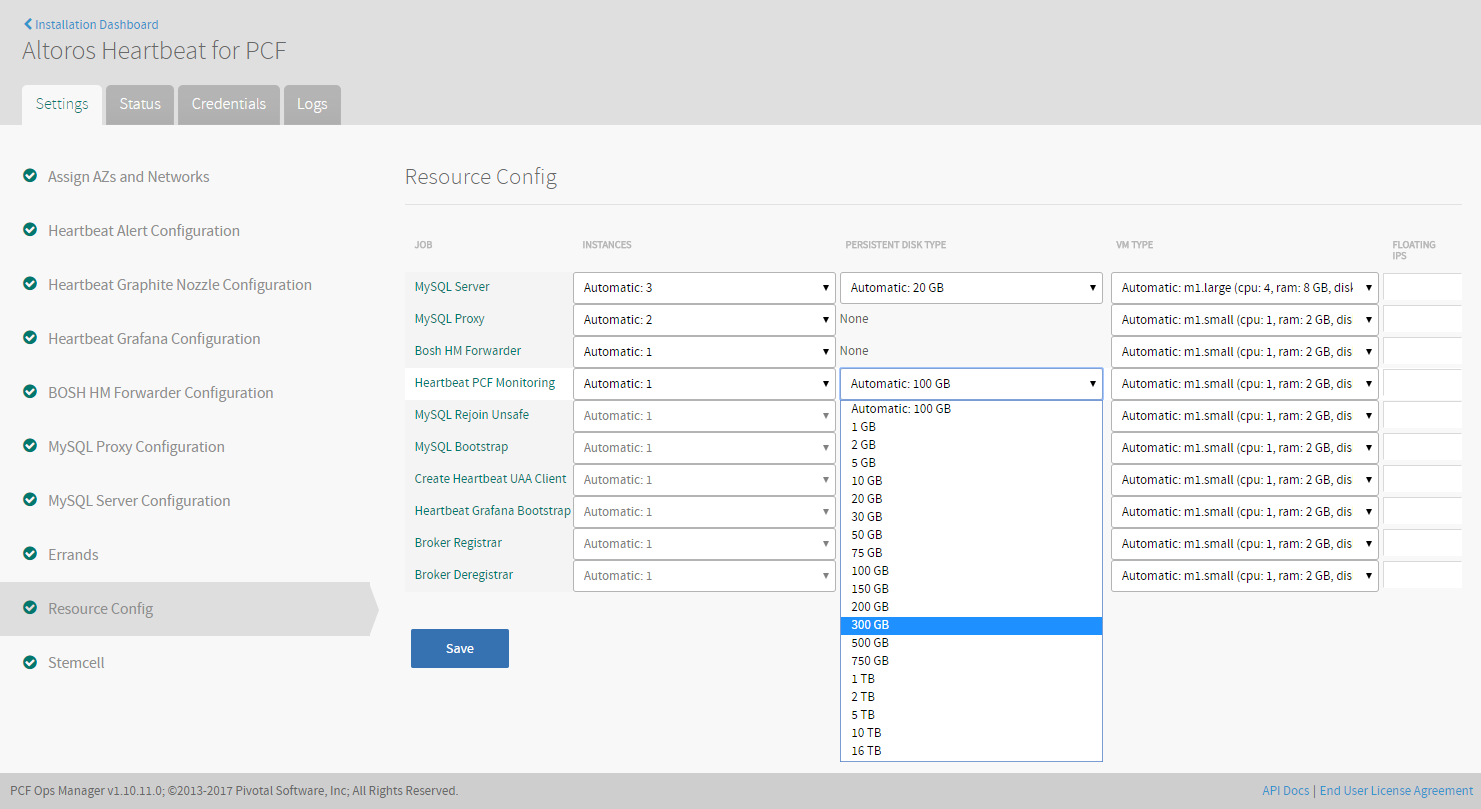 Installation Dashboard
Altoros Heartbeat for PCF
Settings Status Credentials Logs
Assign AZs and Networks
Heartbeat Alert Configuration
Heartbeat Graphite Nozzle Configuration
Heartbeat Grafana Configuration
BOSH HM Forwarder Configuration
MySQL Proxy Configuration
MySQL Server Configuration
Errands
Resource Config
Stemcell
Resource Config
JOB INSTANCES PERSISTENT DISK TYPE VM TYPE FLOATING IPS
MySQL Server Automatic: 3 Automatic: 20 GB Automatic: m1.large (cpu: 4, ram: 8 GB, disk
MySQL Proxy Automatic: 2 None Automatic: m1.small (cpu: 1, ram: 2 GB, dis
Bosh HM Forwarder Automatic: 1 None Automatic: m1.small (cpu: 1, ram: 2 GB, dis
Heartbeat PCF Monitoring Automatic: 1 Automatic: 100 GB Automatic: m1.small (cpu: 1, ram: 2 GB, dis
MySQL Rejoin Unsafe Automatic: 1 Automatic: m1.small (cpu: 1, ram: 2 GB, dis
MySQL Bootstrap Automatic: 1 Automatic: m1.small (cpu: 1, ram: 2 GB, dis
Create Heartbeat UAA Client Automatic: 1 Automatic: m1.small (cpu: 1, ram: 2 GB, dis
Heartbeat Grafana Bootstrap Automatic: 1 Automatic: m1.small (cpu: 1, ram: 2 GB, dis
Broker Registrar Automatic: 1 Automatic: m1.small (cpu: 1, ram: 2 GB, dis
Broker Deregistrar Automatic: 1 Automatic: m1.small (cpu: 1, ram: 2 GB, dis
Automatic: 100 GB
1 GB
2 GB
5 GB
10 GB
20 GB
30 GB
50 GB
75 GB
100 GB
150 GB
200 GB
300 GB
500 GB
750 GB
1 TB
2 TB
5 TB
10 TB
16 TB
Save
PCF Ops Manager v1.10.11.0; ©2013-2017 Pivotal Software, Inc; All Rights Reserved.
API Docs | End User License Agreement